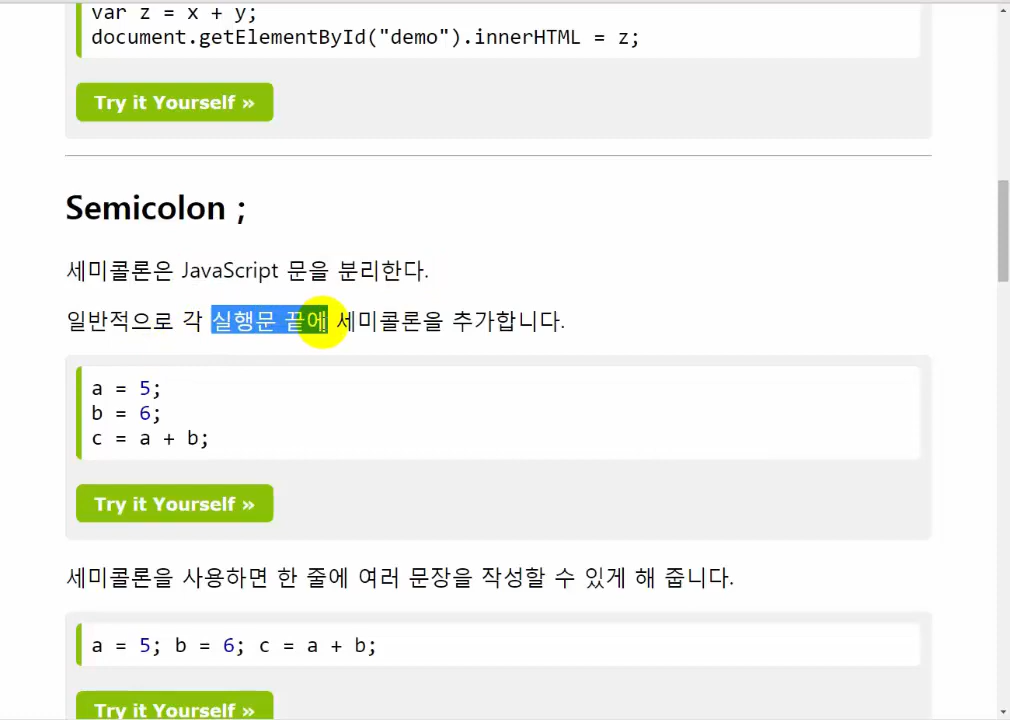 var z = x + y;
document.getElementById("demo").innerHTML = z;
Try it Yourself »
Semicolon ;
세미콜론은 JavaScript 문을 분리한다.
일반적으로 각 실행문 끝에 세미콜론을 추가합니다.
a = 5;
b = 6;
c = a + b;
Try it Yourself »
세미콜론을 사용하면 한 줄에 여러 문장을 작성할 수 있게 해 줍니다.
a = 5; b = 6; c = a + b;
Try it Yourself »